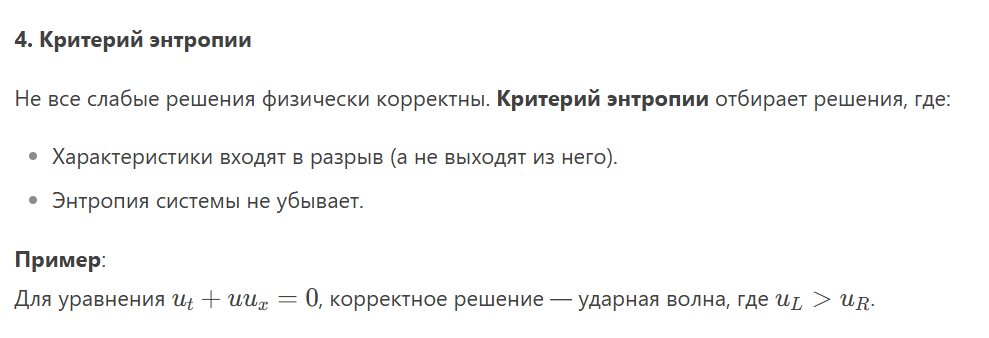 4. Критерий энтропии
Не все слабые решения физически корректны. Критерий энтропии отбирает решения, где:
• Характеристики входят в разрыв (а не выходят из него).
• Энтропия системы не убывает.
Пример:
Для уравнения $u_t + uu_x = 0$, корректное решение — ударная волна, где $u_L > u_R$.